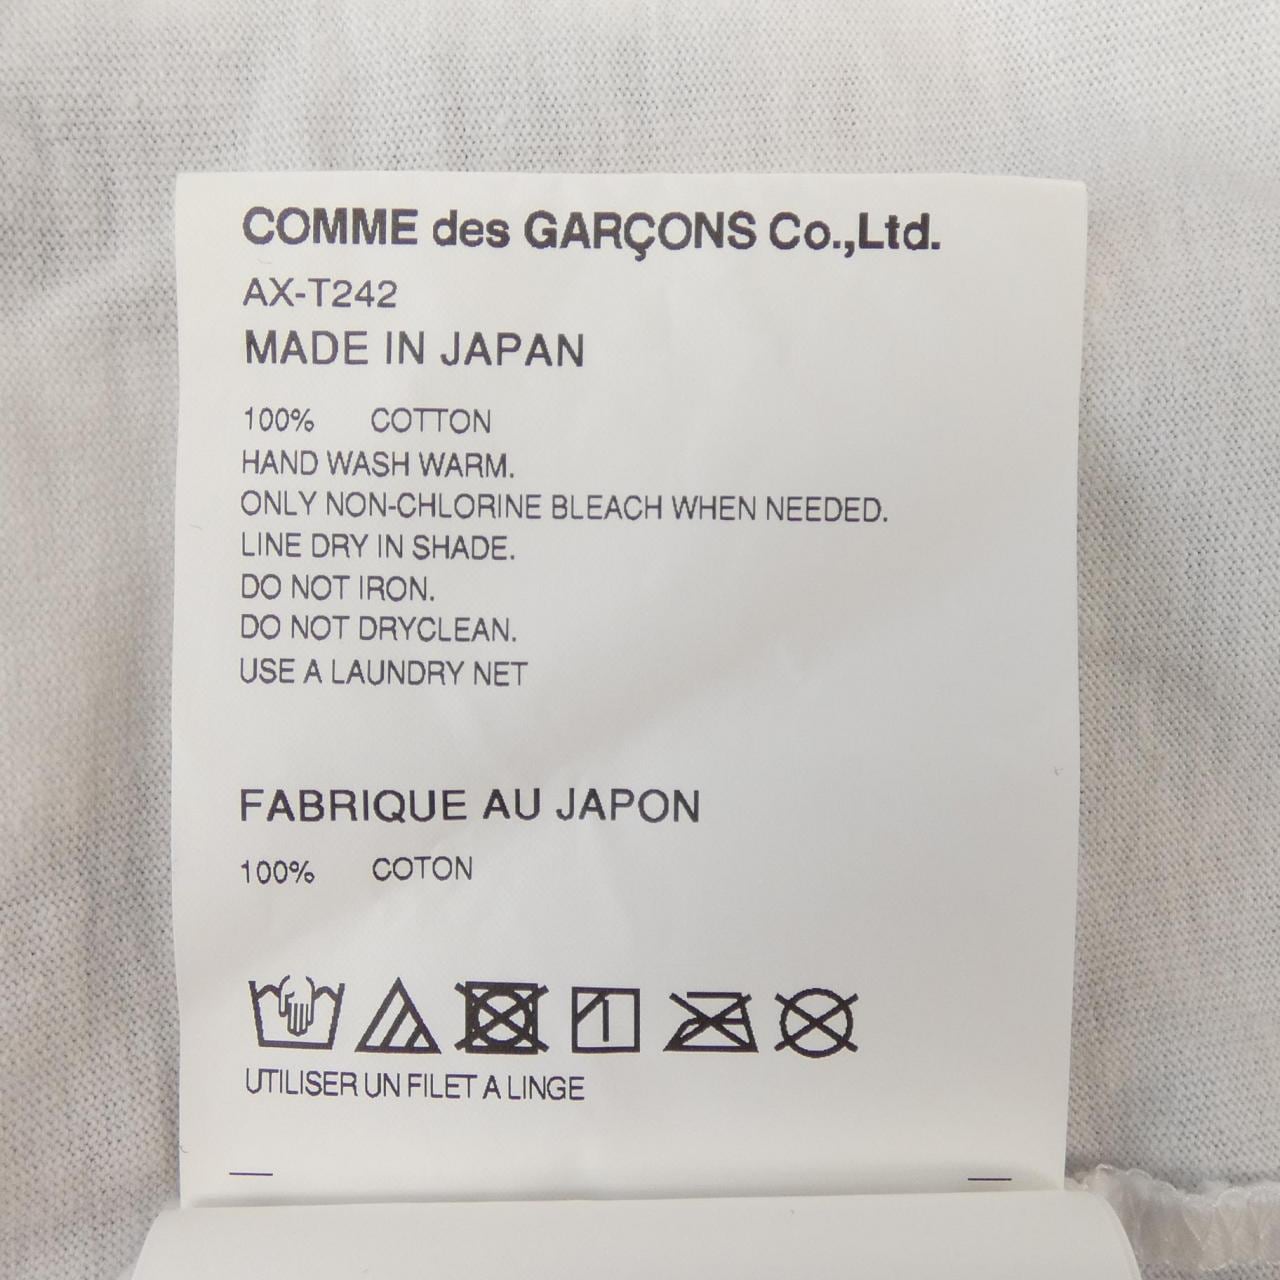 COMME des GARÇONS Co.,Ltd.
AX-T242
MADE IN JAPAN
100% COTTON
HAND WASH WARM.
ONLY NON-CHLORINE BLEACH WHEN NEEDED.
LINE DRY IN SHADE.
DO NOT IRON.
DO NOT DRYCLEAN.
USE A LAUNDRY NET
FABRIQUE AU JAPON
100% COTON
UTILISER UN FILET A LINGE